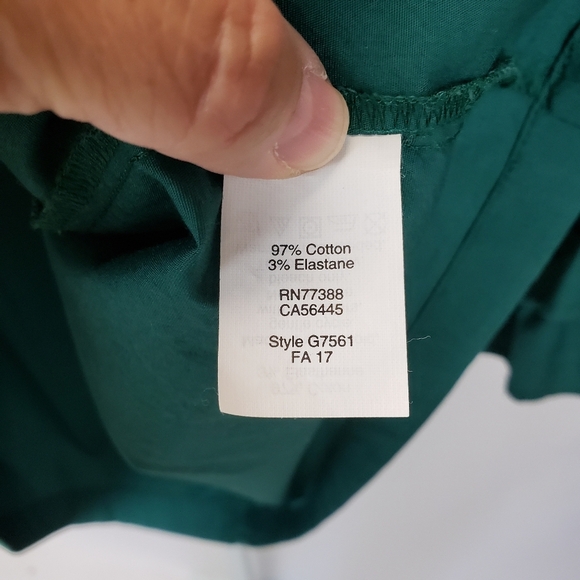 97% Cotton
3% Elastane
RN77388
CA56445
Style G7561
FA 17